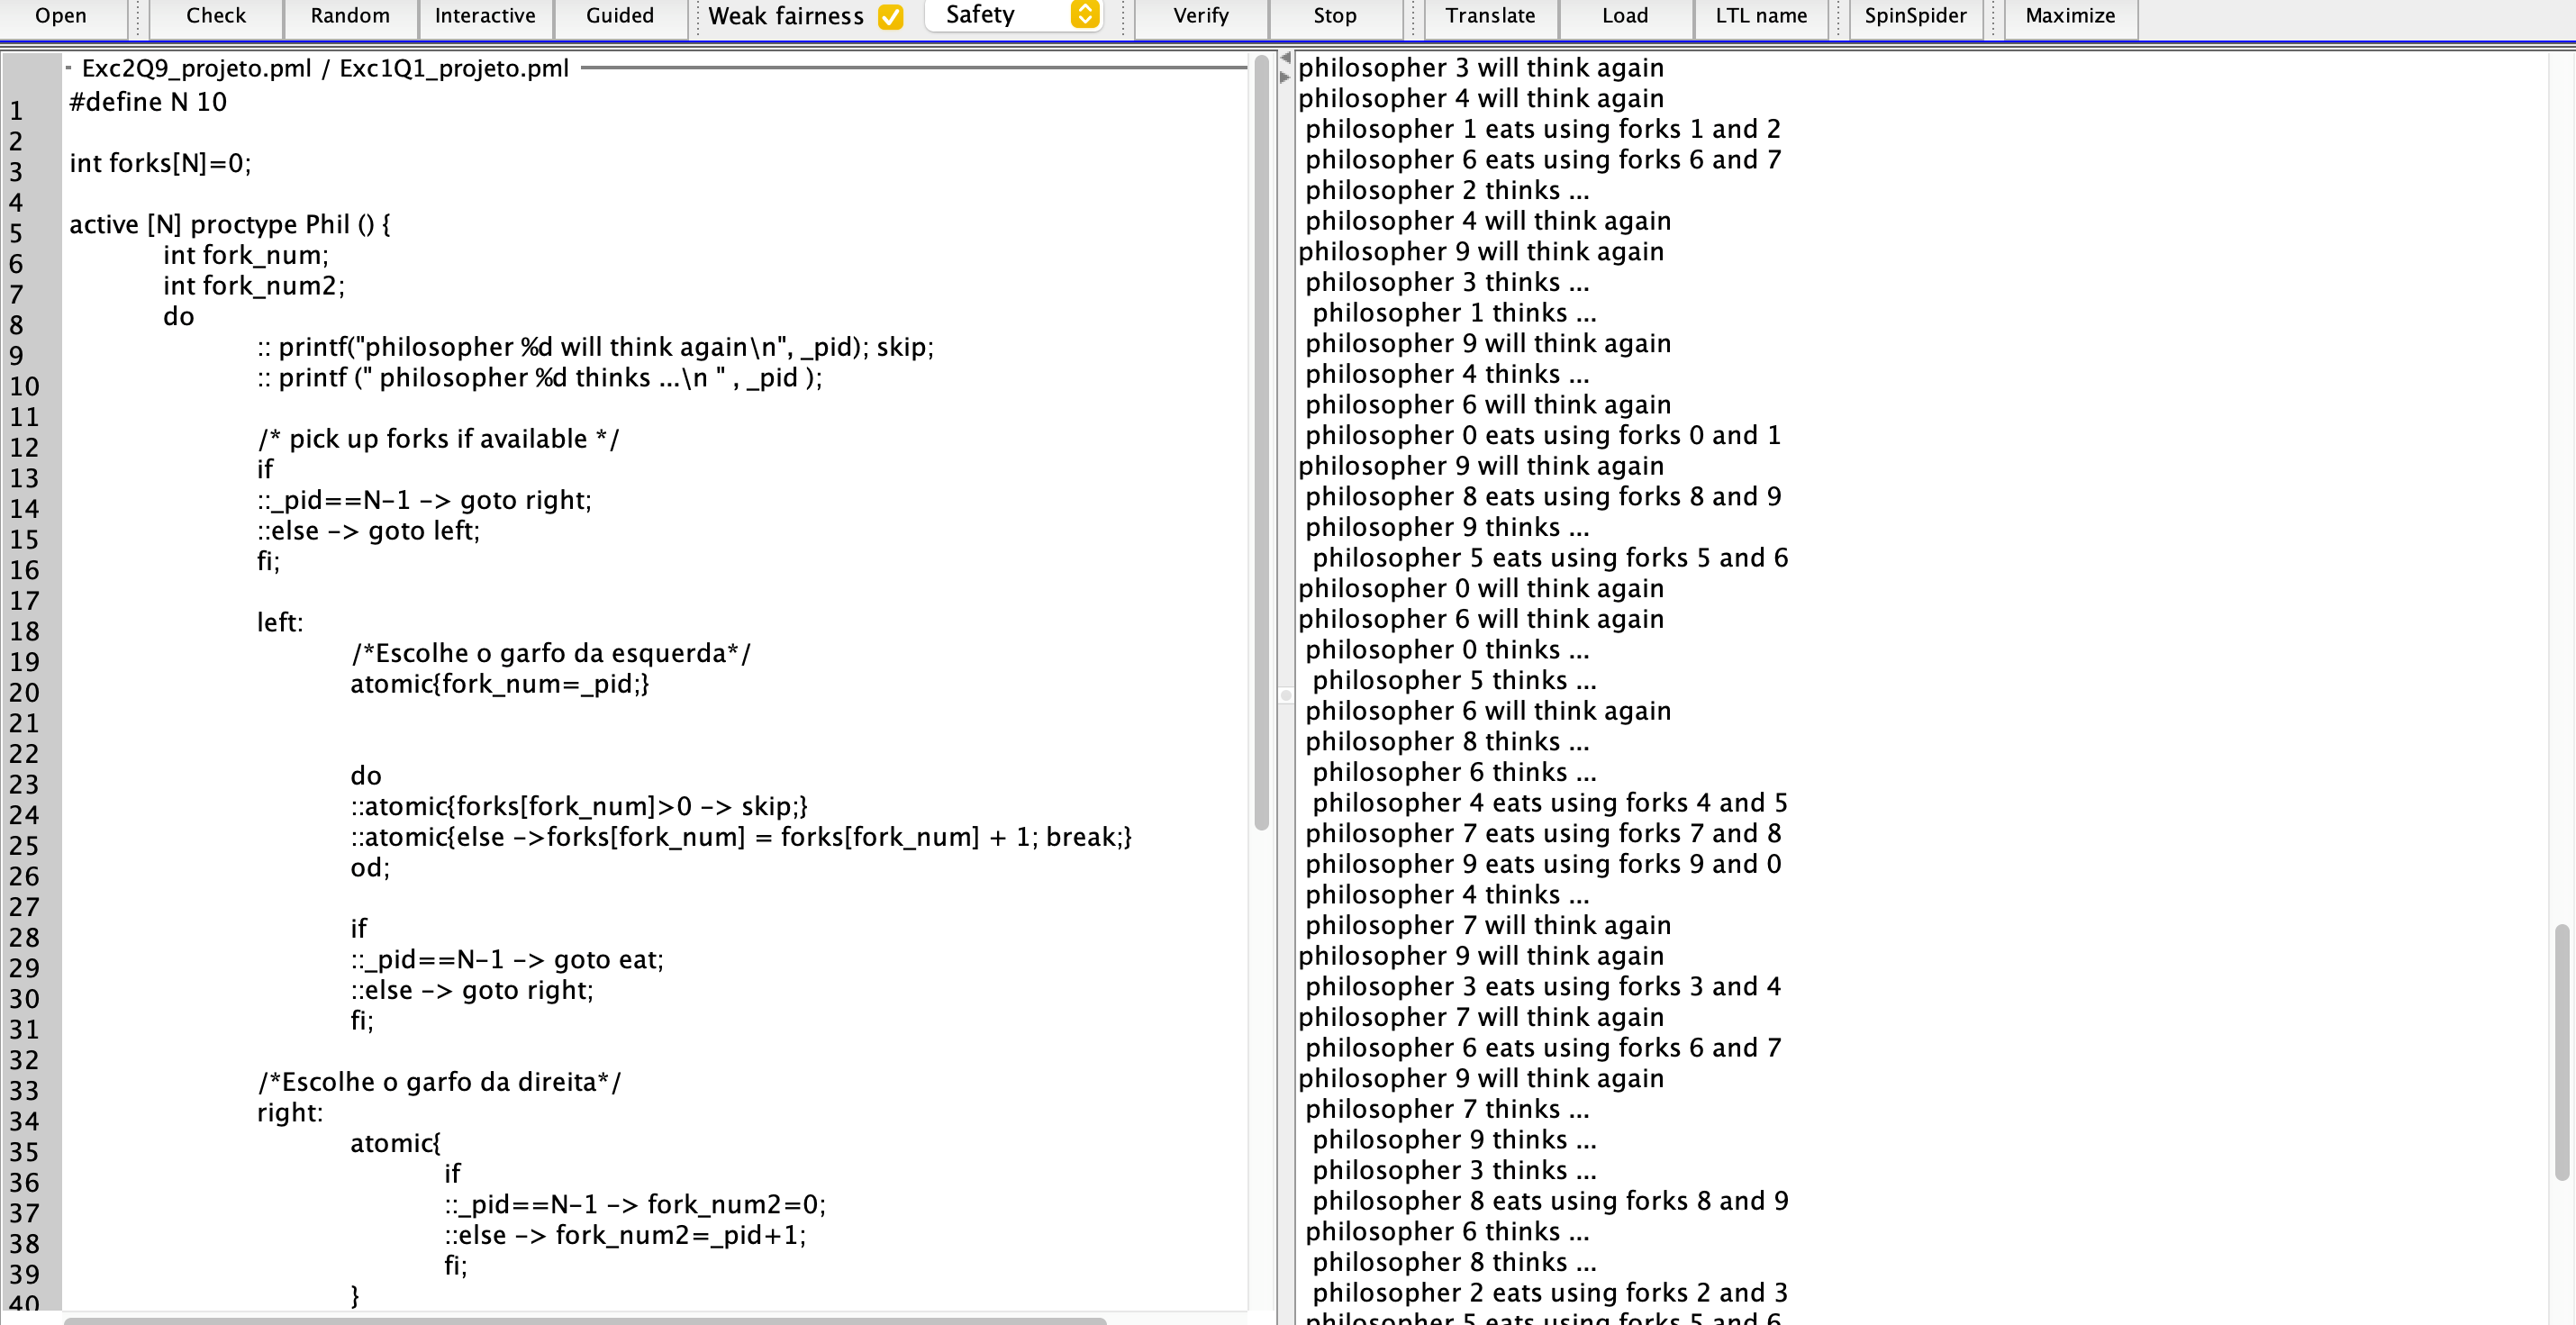 Open Check Random Interactive Guided Weak fairness Safety Verify Stop Translate Load LTL name SpinSpider Maximize
Exc2Q9_projeto.pml / Exc1Q1_projeto.pml
1 #define N 10
2
3 int forks[N]=0;
4
5 active [N] proctype Phil () {
6 int fork_num;
7 int fork_num2;
8 do
9 :: printf("philosopher %d will think again\n", _pid); skip;
10 :: printf (" philosopher %d thinks ...\n " , _pid );
11
12 /* pick up forks if available */
13 if
14 ::_pid==N-1 -> goto right;
15 ::else -> goto left;
16 fi;
17
18 left:
19 /*Escolhe o garfo da esquerda*/
20 atomic{fork_num=_pid;}
21
22
23 do
24 ::atomic{forks[fork_num]>0 -> skip;}
25 ::atomic{else ->forks[fork_num] = forks[fork_num] + 1; break;}
26 od;
27
28 if
29 ::_pid==N-1 -> goto eat;
30 ::else -> goto right;
31 fi;
32
33 /*Escolhe o garfo da direita*/
34 right:
35 atomic{
36 if
37 ::_pid==N-1 -> fork_num2=0;
38 ::else -> fork_num2=_pid+1;
39 fi;
40 }
philosopher 3 will think again
philosopher 4 will think again
philosopher 1 eats using forks 1 and 2
philosopher 6 eats using forks 6 and 7
philosopher 2 thinks ...
philosopher 4 will think again
philosopher 9 will think again
philosopher 3 thinks ...
philosopher 1 thinks ...
philosopher 9 will think again
philosopher 4 thinks ...
philosopher 6 will think again
philosopher 0 eats using forks 0 and 1
philosopher 9 will think again
philosopher 8 eats using forks 8 and 9
philosopher 9 thinks ...
philosopher 5 eats using forks 5 and 6
philosopher 0 will think again
philosopher 6 will think again
philosopher 0 thinks ...
philosopher 5 thinks ...
philosopher 6 will think again
philosopher 8 thinks ...
philosopher 6 thinks ...
philosopher 4 eats using forks 4 and 5
philosopher 7 eats using forks 7 and 8
philosopher 9 eats using forks 9 and 0
philosopher 4 thinks ...
philosopher 7 will think again
philosopher 9 will think again
philosopher 3 eats using forks 3 and 4
philosopher 7 will think again
philosopher 6 eats using forks 6 and 7
philosopher 9 will think again
philosopher 7 thinks ...
philosopher 9 thinks ...
philosopher 3 thinks ...
philosopher 8 eats using forks 8 and 9
philosopher 6 thinks ...
philosopher 8 thinks ...
philosopher 2 eats using forks 2 and 3
philosopher 5 eats using forks 5 and 6